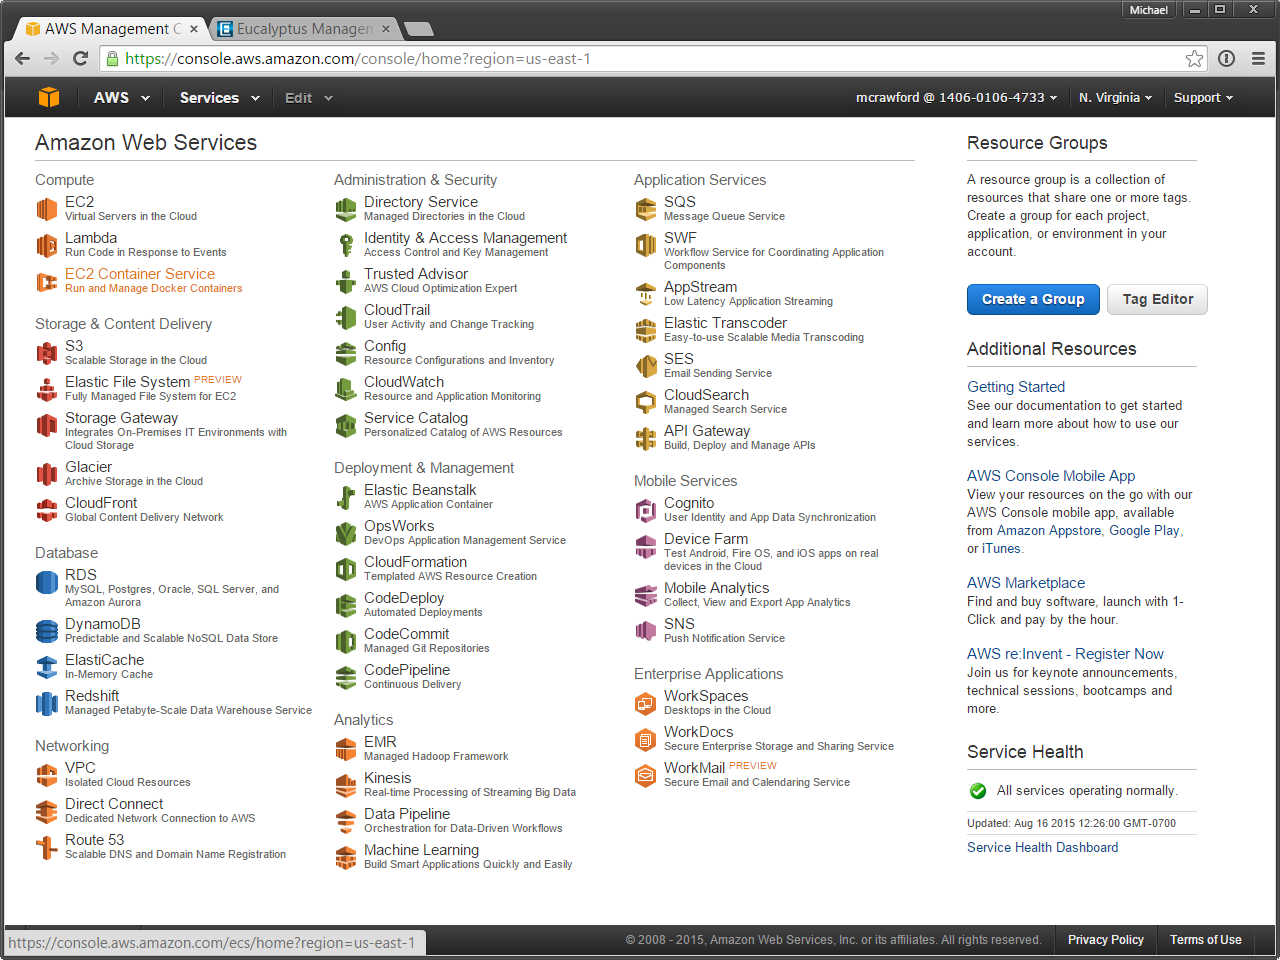 Michael
AWS Management C
Eucalyptus Managem
https://console.aws.amazon.com/console/home?region=us-east-1
AWS Services Edit mcrawford @ 1406-0106-4733 N. Virginia Support
Amazon Web Services
Compute
EC2
Virtual Servers in the Cloud
Lambda
Run Code in Response to Events
EC2 Container Service
Run and Manage Docker Containers
Storage & Content Delivery
S3
Scalable Storage in the Cloud
Elastic File System PREVIEW
Fully Managed File System for EC2
Storage Gateway
Integrates On-Premises IT Environments with
Cloud Storage
Glacier
Archive Storage in the Cloud
CloudFront
Global Content Delivery Network
Database
RDS
MySQL, Postgres, Oracle, SQL Server, and
Amazon Aurora
DynamoDB
Predictable and Scalable NoSQL Data Store
ElastiCache
In-Memory Cache
Redshift
Managed Petabyte-Scale Data Warehouse Service
Networking
VPC
Isolated Cloud Resources
Direct Connect
Dedicated Network Connection to AWS
Route 53
Scalable DNS and Domain Name Registration
Administration & Security
Directory Service
Managed Directories in the Cloud
Identity & Access Management
Access Control and Key Management
Trusted Advisor
AWS Cloud Optimization Expert
CloudTrail
User Activity and Change Tracking
Config
Resource Configurations and Inventory
CloudWatch
Resource and Application Monitoring
Service Catalog
Personalized Catalog of AWS Resources
Deployment & Management
Elastic Beanstalk
AWS Application Container
OpsWorks
DevOps Application Management Service
CloudFormation
Templated AWS Resource Creation
CodeDeploy
Automated Deployments
CodeCommit
Managed Git Repositories
CodePipeline
Continuous Delivery
Analytics
EMR
Managed Hadoop Framework
Kinesis
Real-time Processing of Streaming Big Data
Data Pipeline
Orchestration for Data-Driven Workflows
Machine Learning
Build Smart Applications Quickly and Easily
Application Services
SQS
Message Queue Service
SWF
Workflow Service for Coordinating Application
Components
AppStream
Low Latency Application Streaming
Elastic Transcoder
Easy-to-use Scalable Media Transcoding
SES
Email Sending Service
CloudSearch
Managed Search Service
API Gateway
Build, Deploy and Manage APIs
Mobile Services
Cognito
User Identity and App Data Synchronization
Device Farm
Test Android, Fire OS, and iOS apps on real
devices in the Cloud
Mobile Analytics
Collect, View and Export App Analytics
SNS
Push Notification Service
Enterprise Applications
WorkSpaces
Desktops in the Cloud
WorkDocs
Secure Enterprise Storage and Sharing Service
WorkMail PREVIEW
Secure Email and Calendaring Service
Resource Groups
A resource group is a collection of
resources that share one or more tags.
Create a group for each project,
application, or environment in your
account.
Create a Group Tag Editor
Additional Resources
Getting Started
See our documentation to get started
and learn more about how to use our
services.
AWS Console Mobile App
View your resources on the go with our
AWS Console mobile app, available
from Amazon Appstore, Google Play,
or iTunes.
AWS Marketplace
Find and buy software, launch with 1-
Click and pay by the hour.
AWS re:Invent - Register Now
Join us for keynote announcements,
technical sessions, bootcamps and
more.
Service Health
All services operating normally.
Updated: Aug 16 2015 12:26:00 GMT-0700
Service Health Dashboard
https://console.aws.amazon.com/ecs/home?region=us-east-1
© 2008 - 2015, Amazon Web Services, Inc. or its affiliates. All rights reserved. Privacy Policy Terms of Use